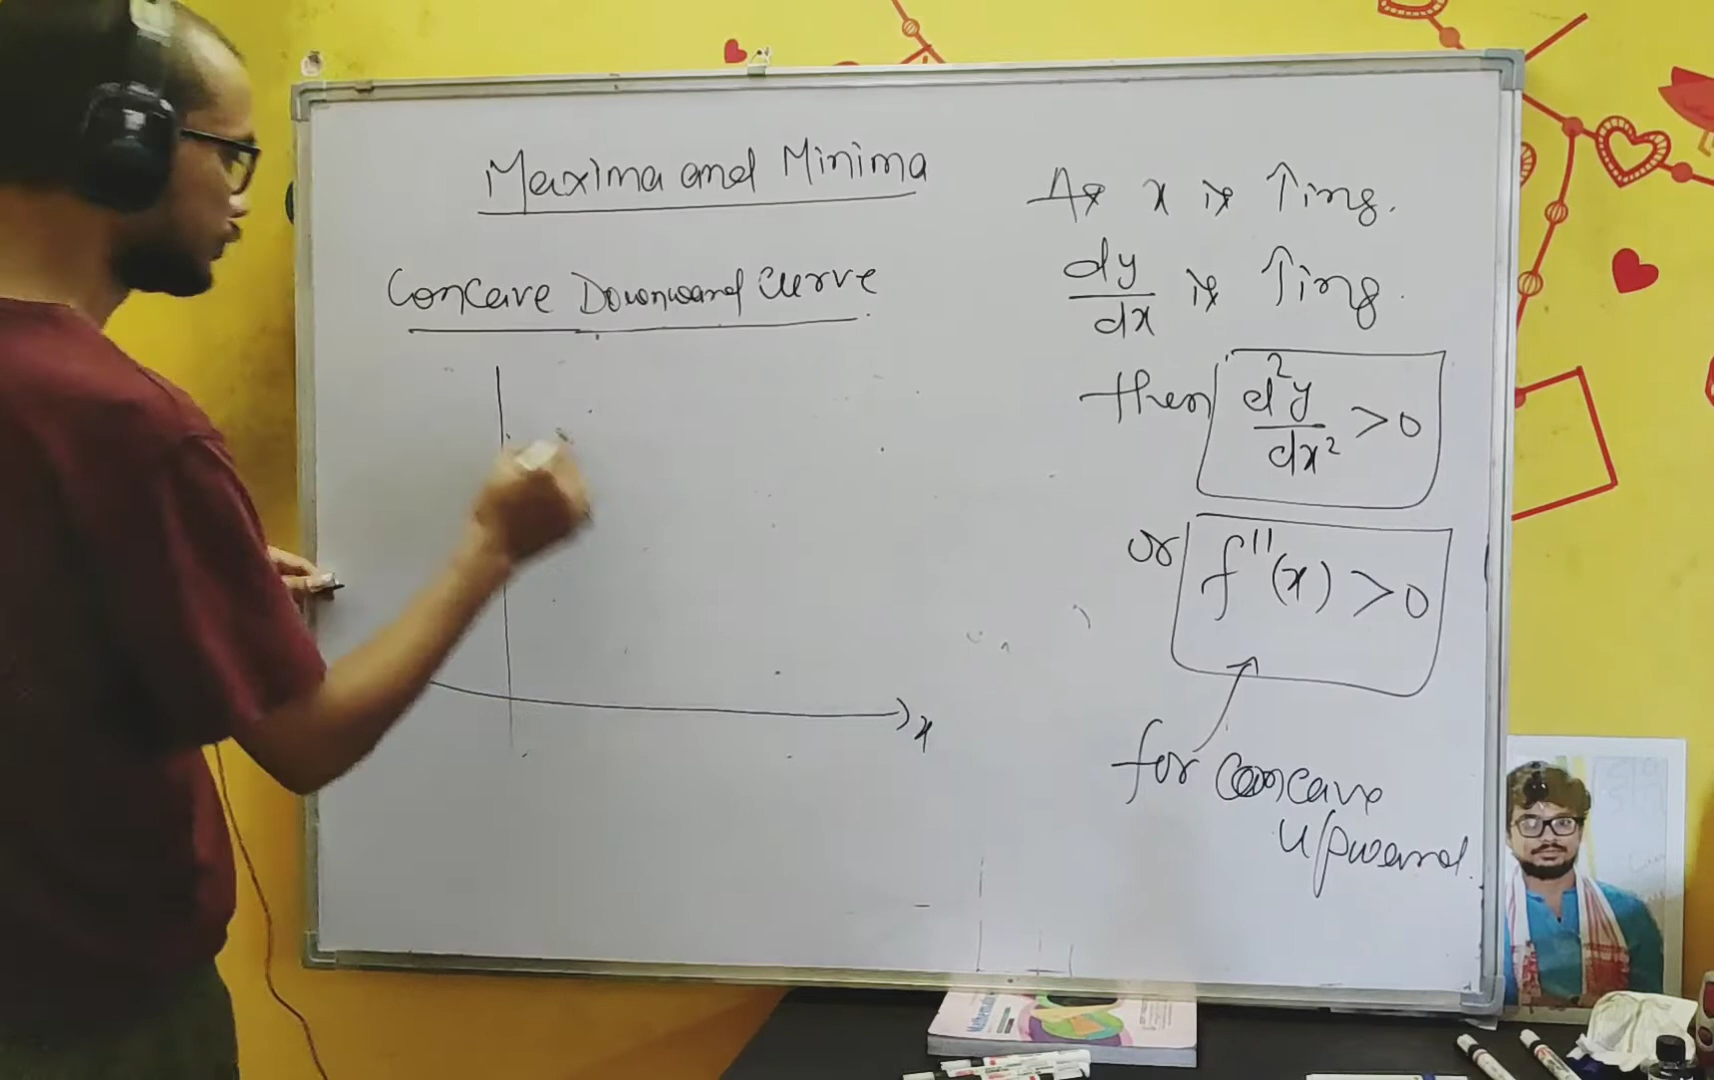 Maxima and Minima
Concave Downward Curve
x
As x is ↑ing.
dy/dx is ↑ing.
then d²y/dx² > 0
or f''(x) > 0
for concave
upward.
Mathematics